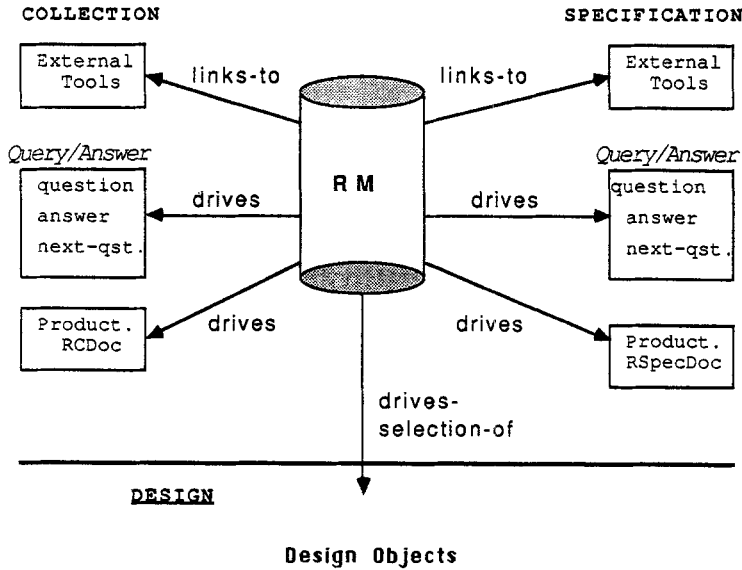 COLLECTION
SPECIFICATION
External
Tools
links-to
links-to
External
Tools
Query/Answer
question
answer
next-qst.
drives
RM
drives
Query/Answer
question
answer
next-qst.
Product.
RCDoc
drives
drives
Product.
RSpecDoc
drives-
selection-of
DESIGN
Design Objects